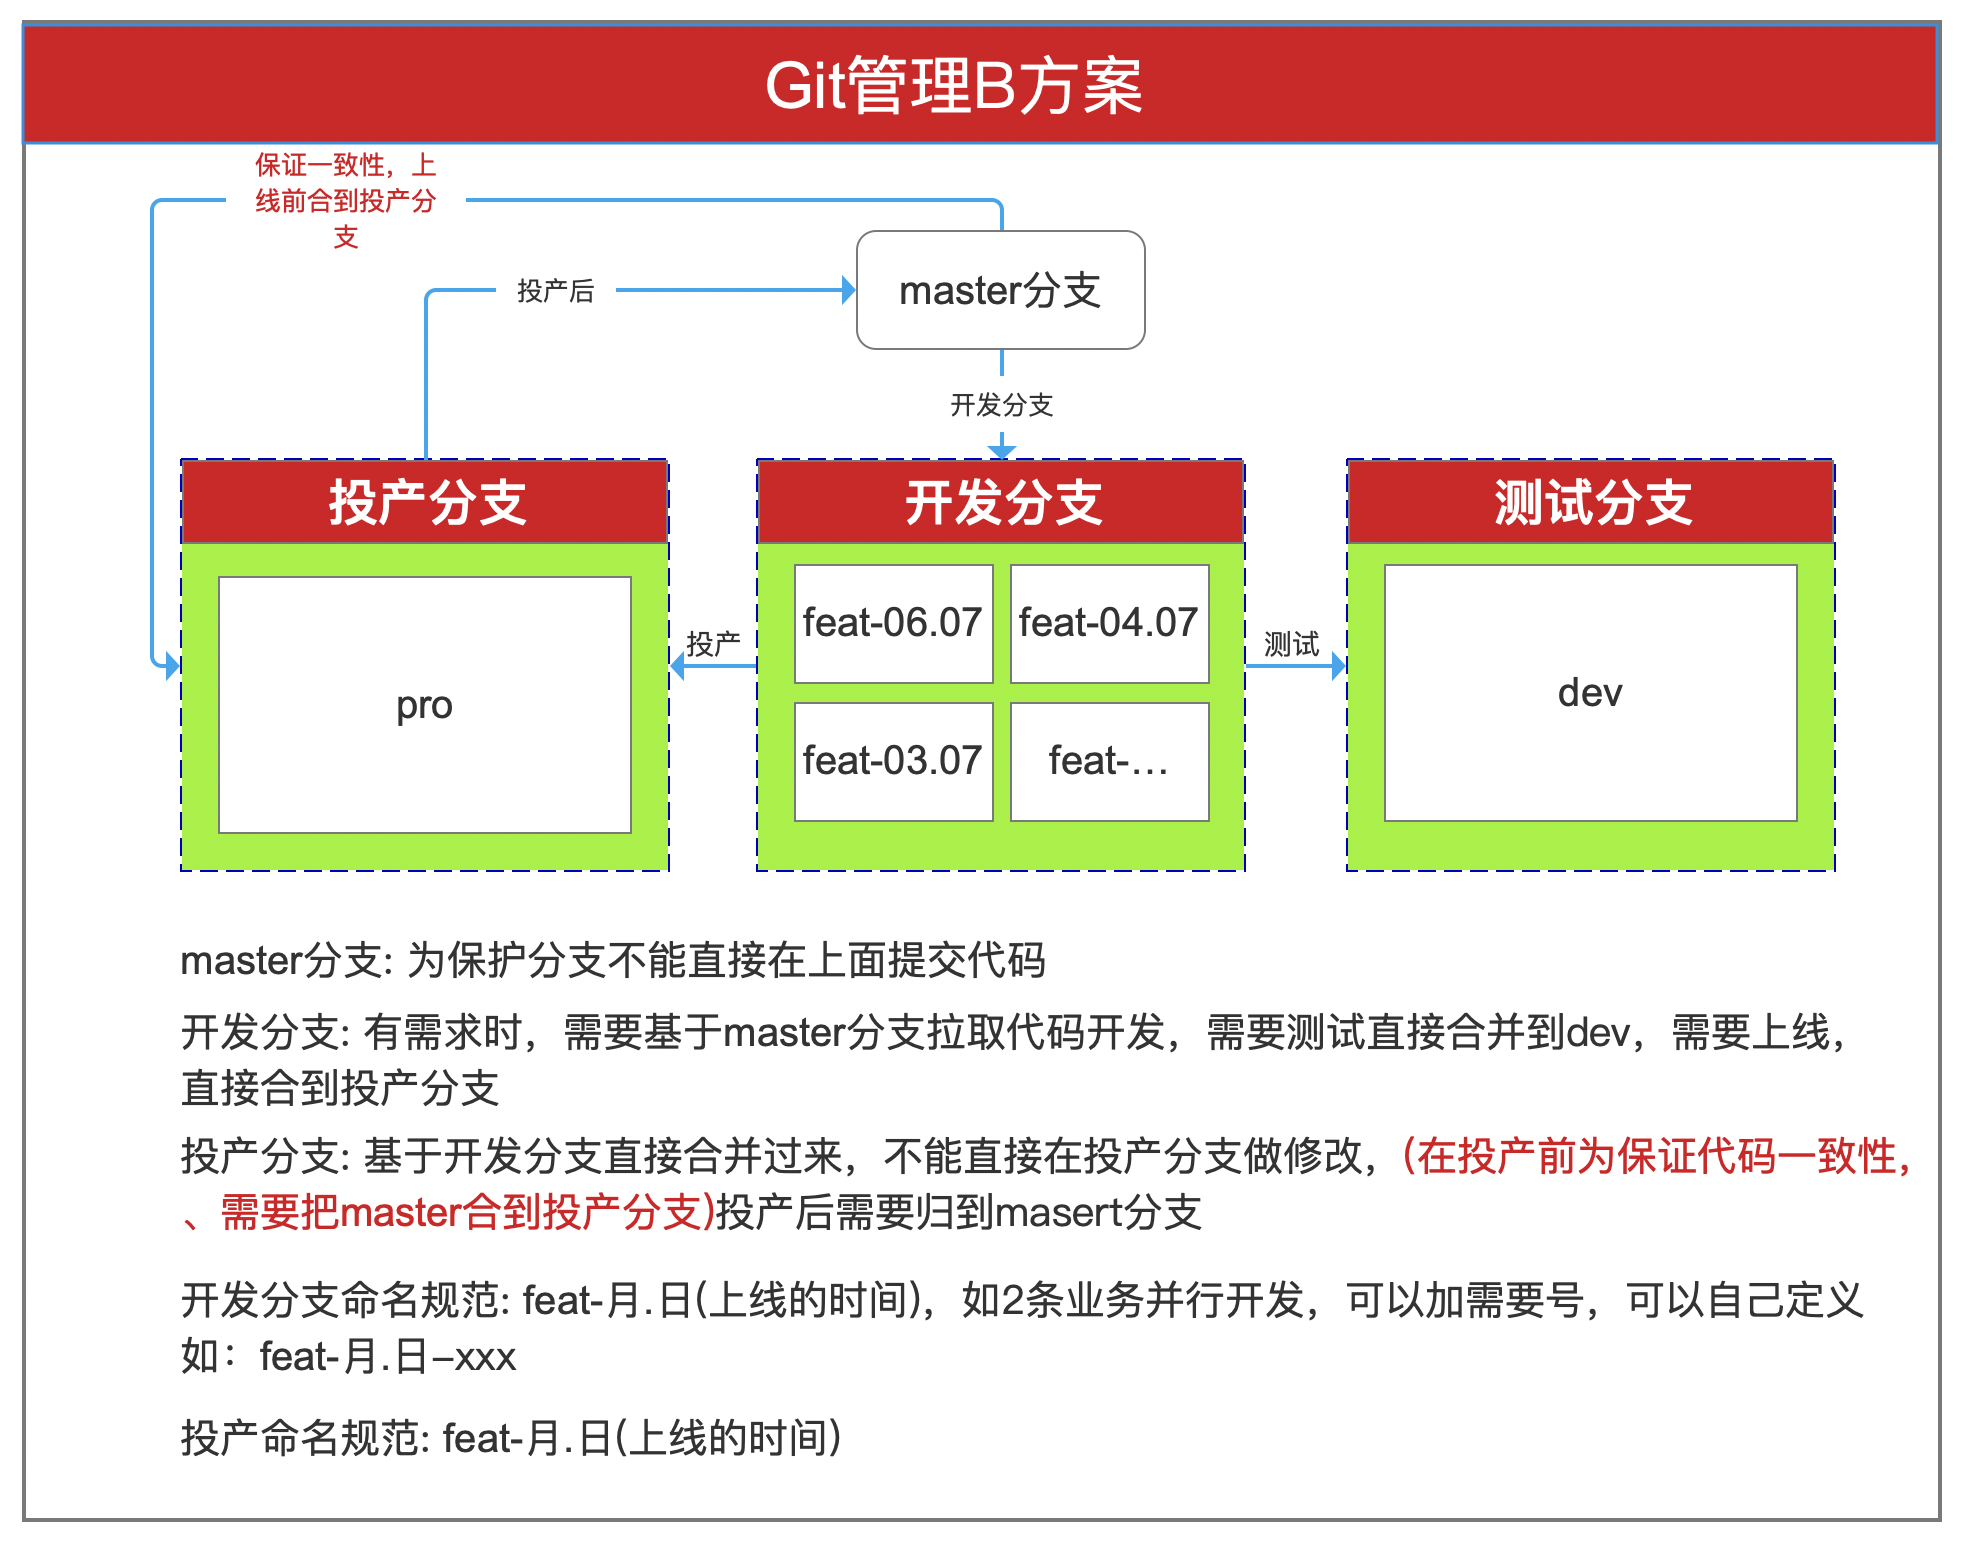 Git管理B方案
保证一致性，上
线前合到投产分
支
投产后
master分支
开发分支
投产分支
开发分支
测试分支
pro
投产
feat-06.07
feat-04.07
feat-03.07
feat-…
测试
dev
master分支: 为保护分支不能直接在上面提交代码
开发分支: 有需求时，需要基于master分支拉取代码开发，需要测试直接合并到dev，需要上线，
直接合到投产分支
投产分支: 基于开发分支直接合并过来，不能直接在投产分支做修改，(在投产前为保证代码一致性，
、需要把master合到投产分支)投产后需要归到masert分支
开发分支命名规范: feat-月.日(上线的时间)，如2条业务并行开发，可以加需要号，可以自己定义
如：feat-月.日–xxx
投产命名规范: feat-月.日(上线的时间)